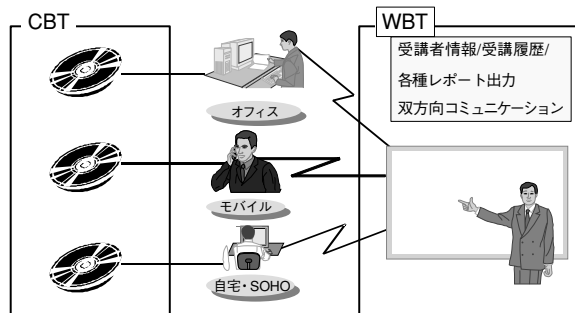 CBT
WBT
受講者情報/受講履歴/
各種レポート出力
双方向コミュニケーション
オフィス
モバイル
自宅・SOHO